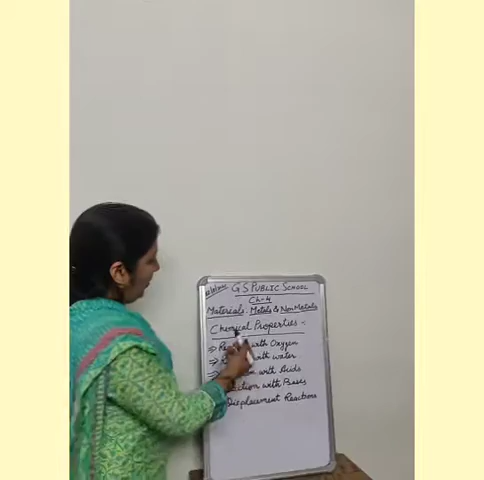 G S PUBLIC SCHOOL
Ch-4
Materials: Metals & Non Metals
Chemical Properties :-
with Oxygen
with water
with Acids
with Bases
Displacement Reactions